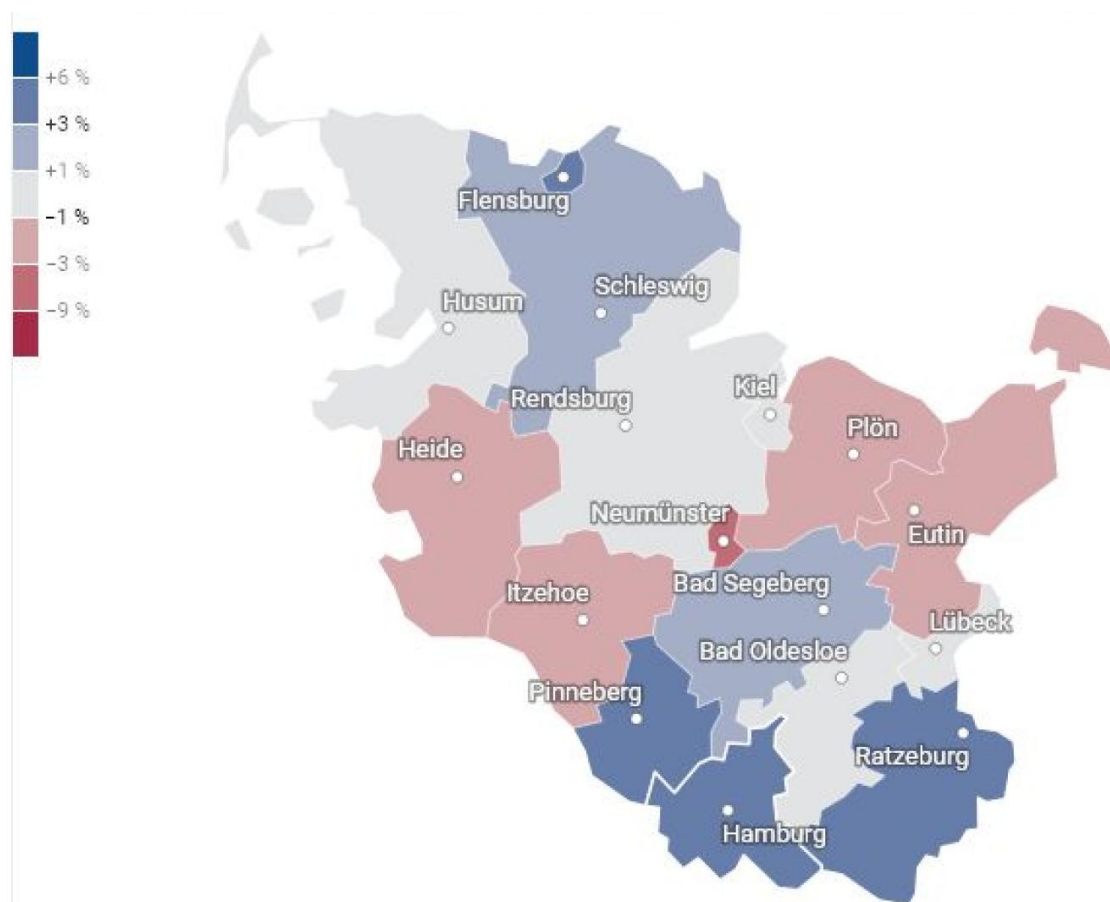 +6 %
+3 %
+1 %
−1 %
−3 %
−9 %
Flensburg
Schleswig
Husum
Kiel
Rendsburg
Plön
Heide
Neumünster
Eutin
Bad Segeberg
Itzehoe
Lübeck
Bad Oldesloe
Pinneberg
Ratzeburg
Hamburg